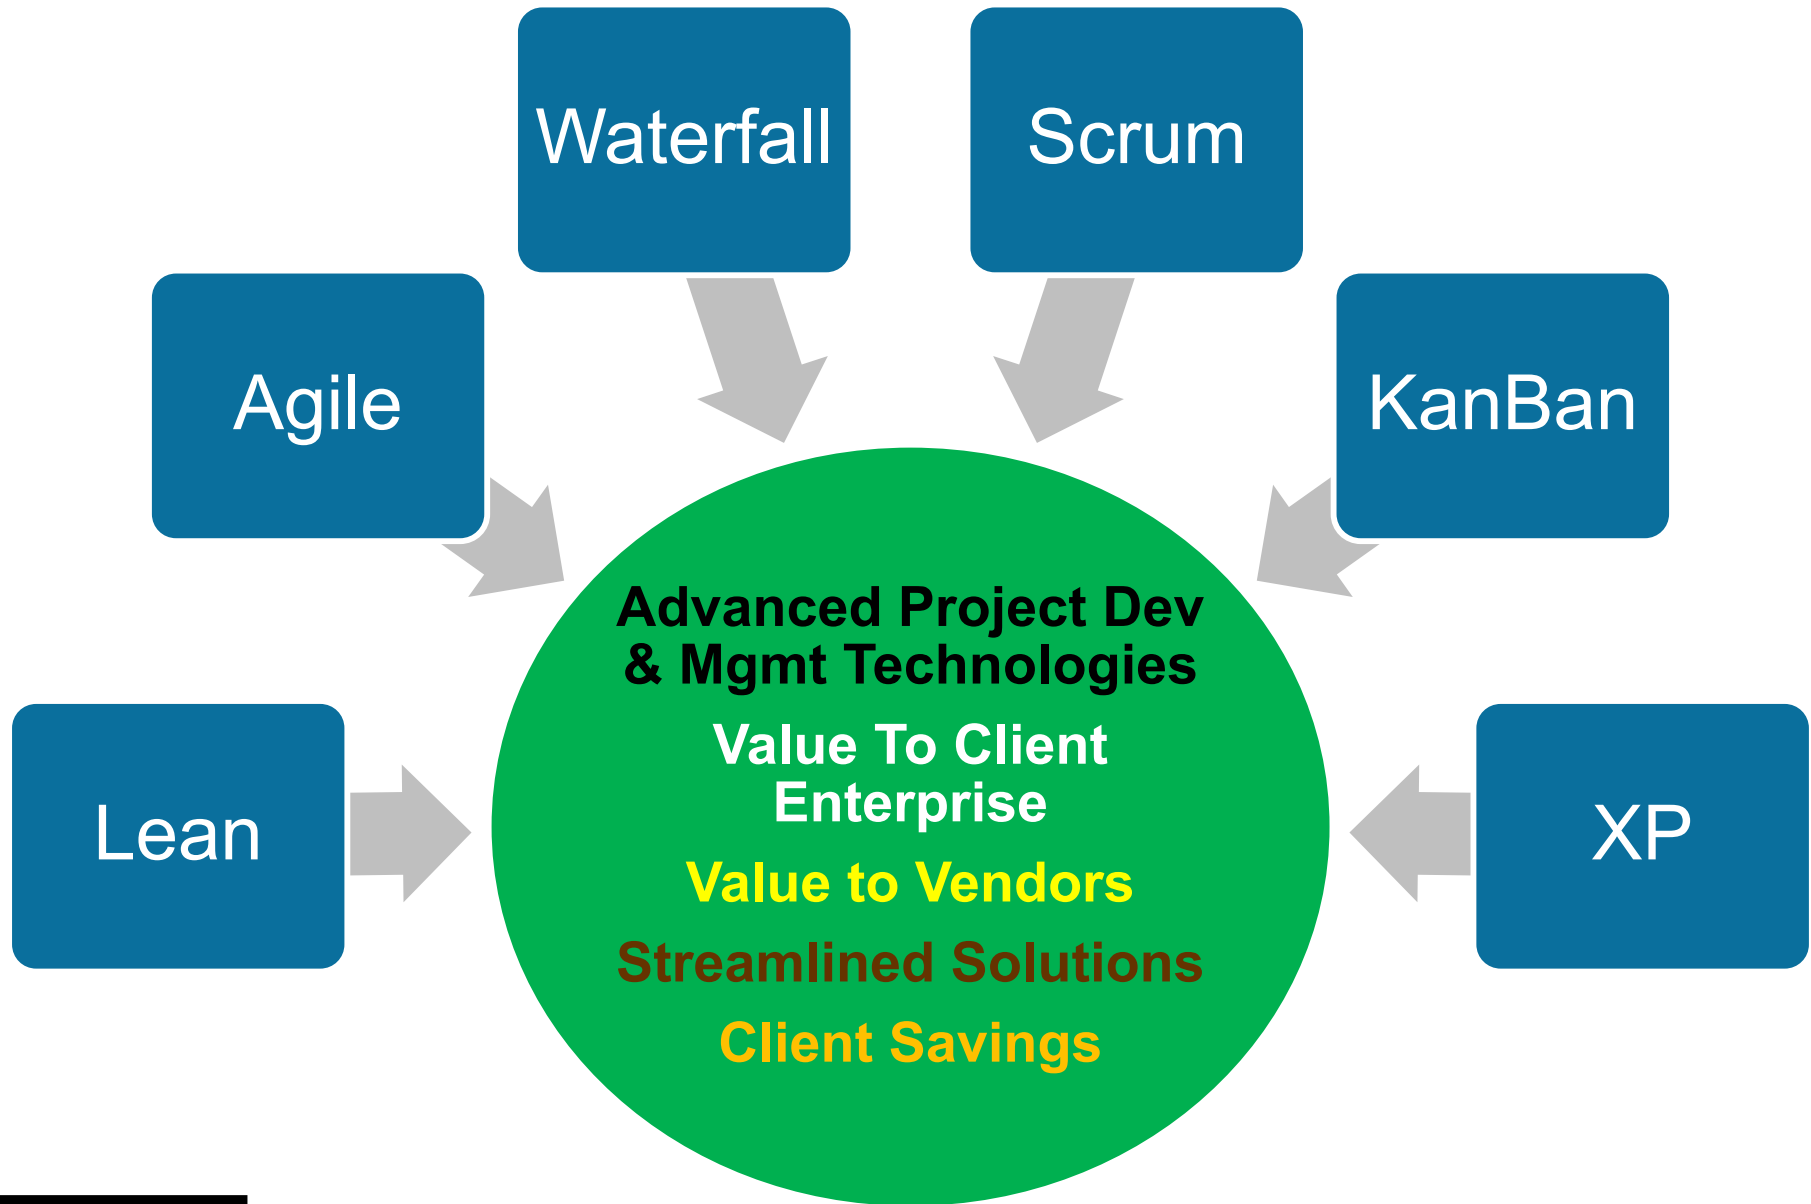 Waterfall
Scrum
Agile
KanBan
Lean
XP
Advanced Project Dev
& Mgmt Technologies
Value To Client
Enterprise
Value to Vendors
Streamlined Solutions
Client Savings